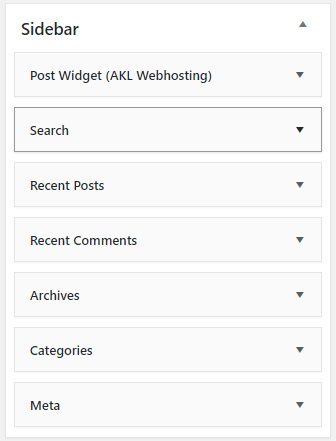 Sidebar
Post Widget (AKL Webhosting)
Search
Recent Posts
Recent Comments
Archives
Categories
Meta